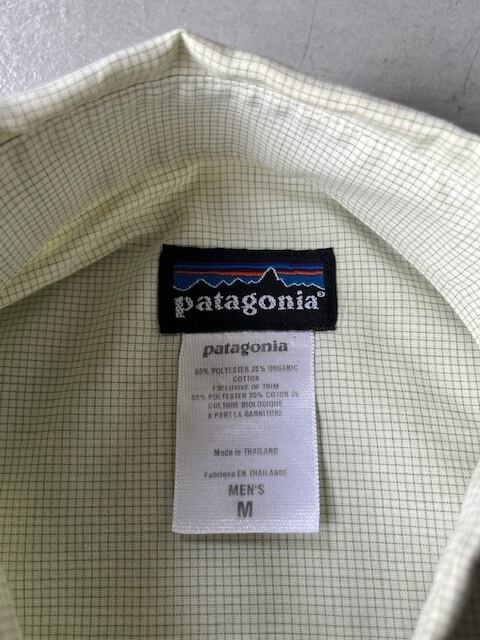 patagonia®
patagonia
65% POLYESTER 35% ORGANIC
COTTON
EXCLUSIVE OF TRIM
65% POLYESTER 35% COTON DE
CULTURE BIOLOGIQUE
A PART LA GARNITURE
Made in THAILAND
Fabriqué EN THAILANDE
MEN'S
M